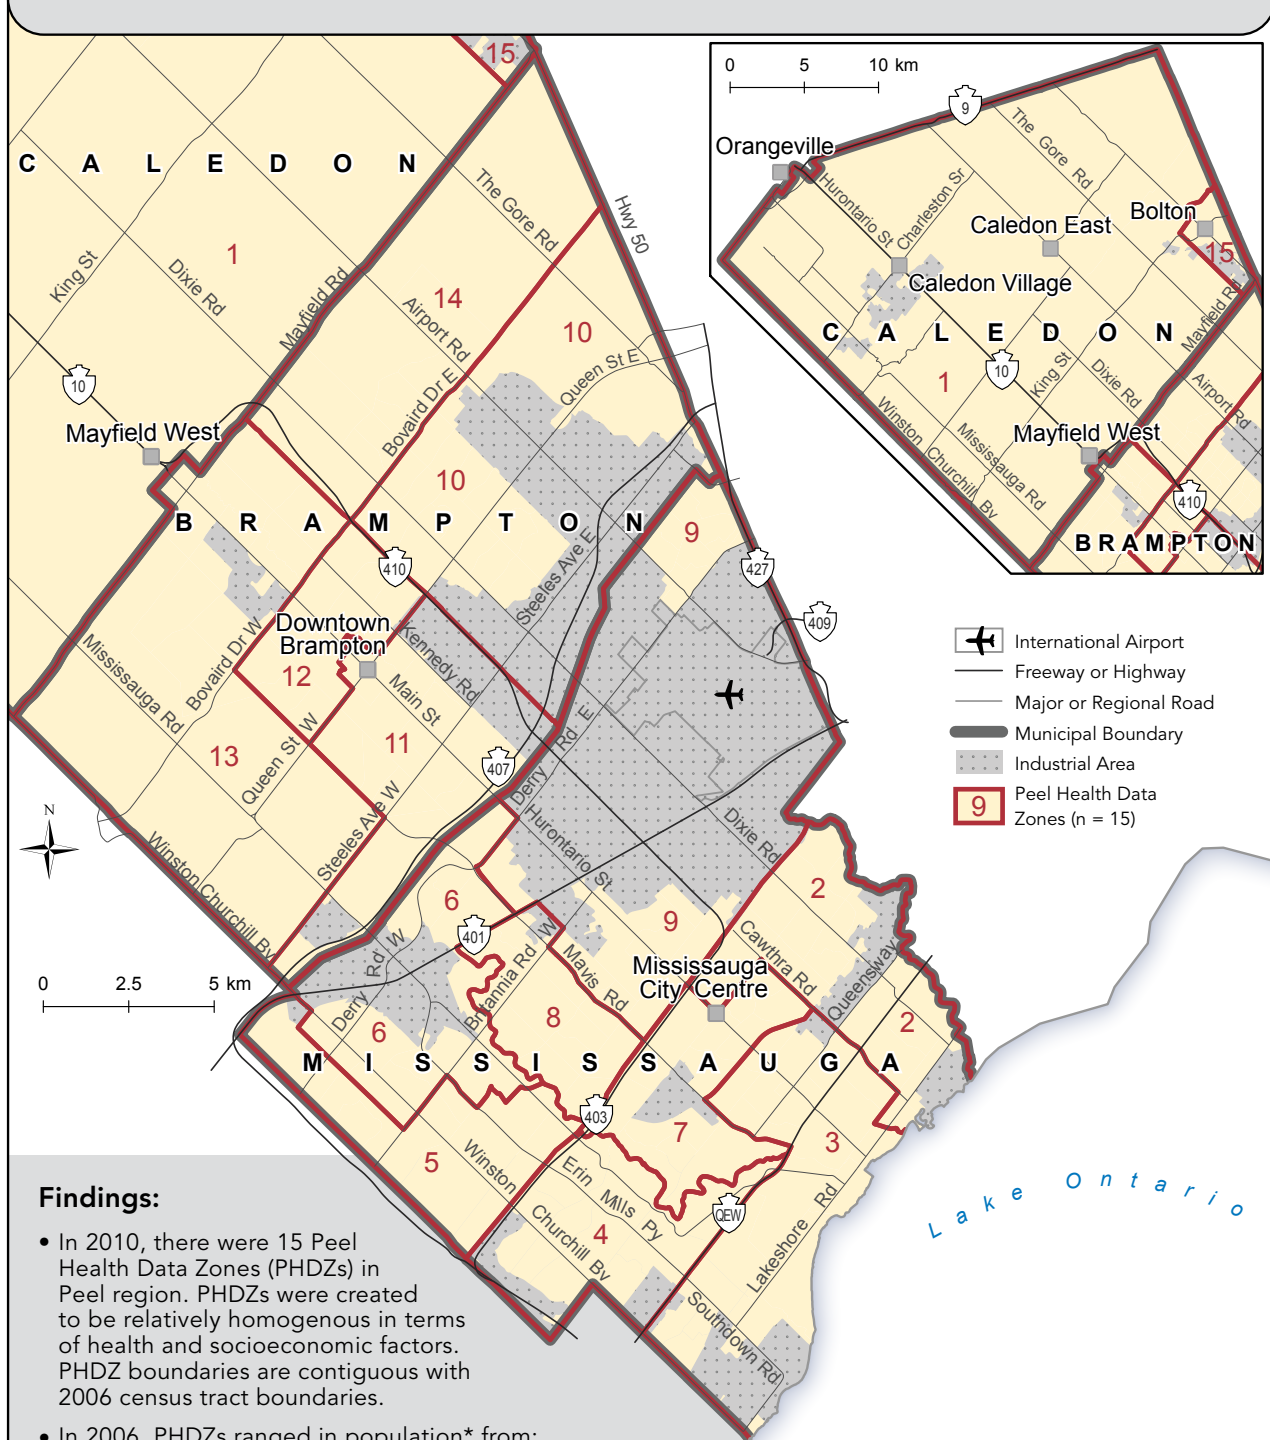 15
C A L E D O N
1
King St
Dixie Rd
Mayfield Rd
The Gore Rd
Hwy 50
14
Airport Rd
10
Queen St E
Bovaird Dr E
10
Mayfield West
10
B R A M P T O N
9
410
427
Steeles Ave E
409
Downtown
Brampton
Kennedy Rd
Mississauga Rd
Bovaird Dr W
12
Main St
11
13
Queen St W
407
Derry Rd E
Steeles Ave W
Hurontario St
Dixie Rd
N
Winston Churchill Bv
2
6
9
401
Derry Rd W
Britannia Rd W
Mavis Rd
Cawthra Rd
Queensway
Mississauga
City Centre
0 2.5 5 km
6
8
2
M I S S I S S A U G A
403
7
3
5
Winston
Churchill Bv
Erin Mills Py
4
QEW
Lakeshore Rd
Southdown Rd
Lake Ontario
0 5 10 km
9
Orangeville
The Gore Rd
Hurontario St
Charleston Sr
Caledon East
Bolton
15
Caledon Village
Mayfield Rd
C A L E D O N
1
10
King St
Dixie Rd
Airport Rd
Winston Churchill Bv
Mississauga Rd
Mayfield West
410
B R A M P T O N
International Airport
Freeway or Highway
Major or Regional Road
Municipal Boundary
Industrial Area
9
Peel Health Data
Zones (n = 15)
Findings:
• In 2010, there were 15 Peel
Health Data Zones (PHDZs) in
Peel region. PHDZs were created
to be relatively homogenous in terms
of health and socioeconomic factors.
PHDZ boundaries are contiguous with
2006 census tract boundaries.
• In 2006, PHDZs ranged in population* from: